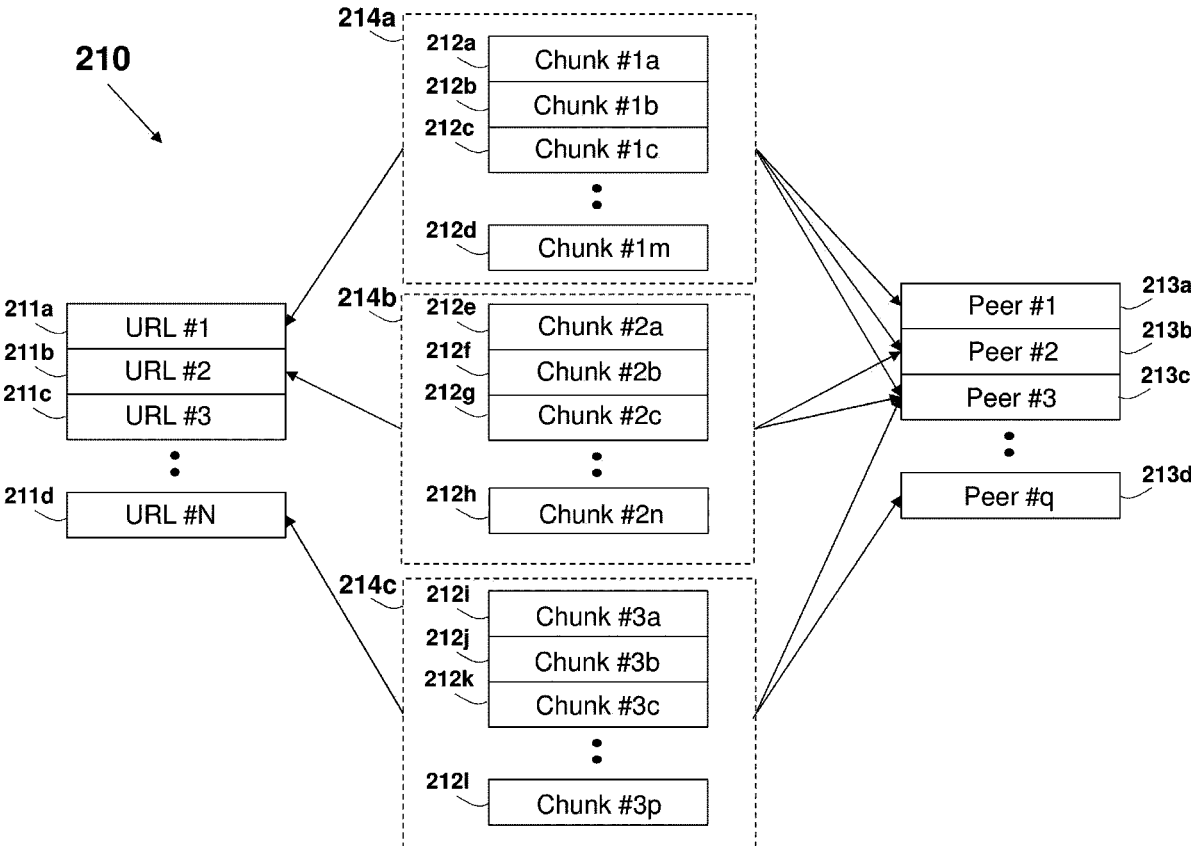 210
214a
212a
Chunk #1a
212b
Chunk #1b
212c
Chunk #1c
212d
Chunk #1m
211a
URL #1
211b
URL #2
211c
URL #3
211d
URL #N
214b
212e
Chunk #2a
212f
Chunk #2b
212g
Chunk #2c
212h
Chunk #2n
213a
Peer #1
213b
Peer #2
213c
Peer #3
213d
Peer #q
214c
212i
Chunk #3a
212j
Chunk #3b
212k
Chunk #3c
212l
Chunk #3p